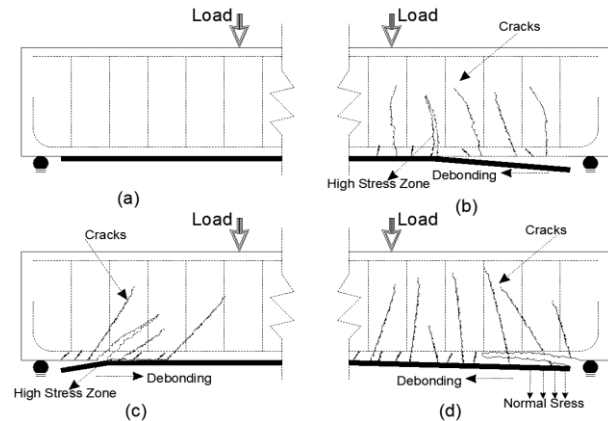 Load
Load
Cracks
High Stress Zone
Debonding
(a)
(b)
Load
Load
Cracks
Cracks
High Stress Zone
Debonding
Debonding
Normal Sress
(c)
(d)